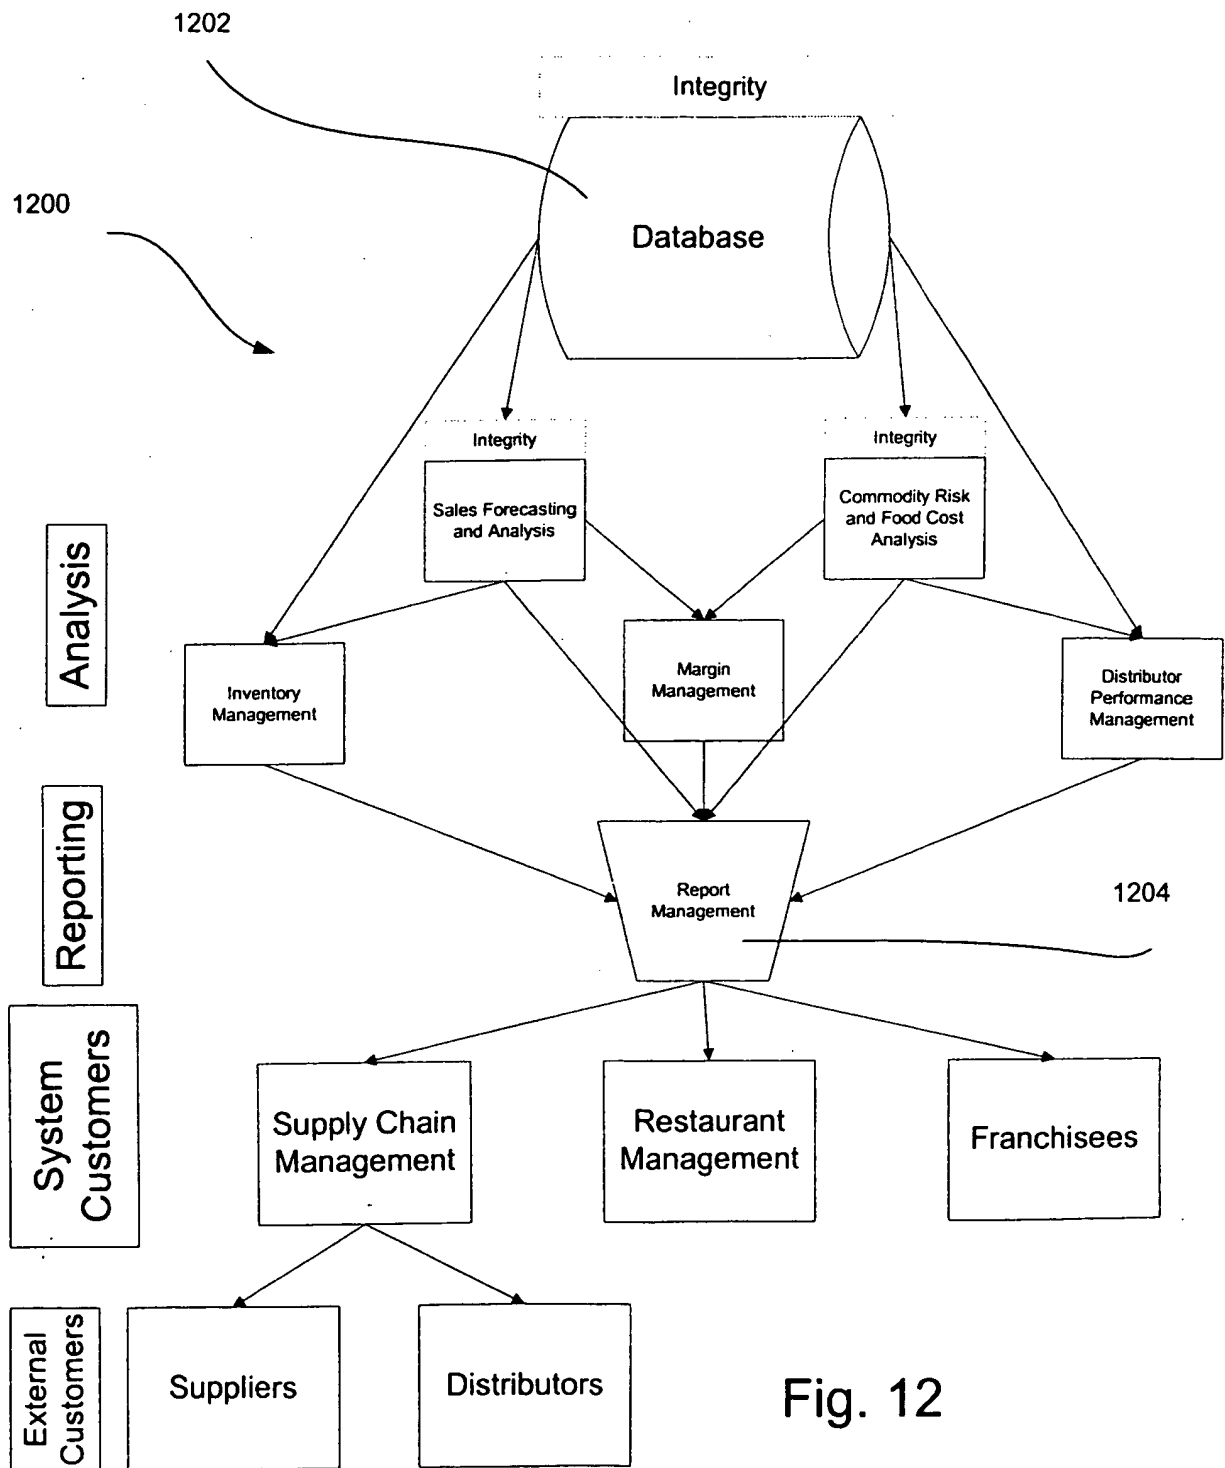 1202
Integrity
1200
Database
Integrity
Integrity
Sales Forecasting
and Analysis
Commodity Risk
and Food Cost
Analysis
Analysis
Inventory
Management
Margin
Management
Distributor
Performance
Management
Reporting
Report
Management
1204
System
Customers
Supply Chain
Management
Restaurant
Management
Franchisees
External
Customers
Suppliers
Distributors
Fig. 12